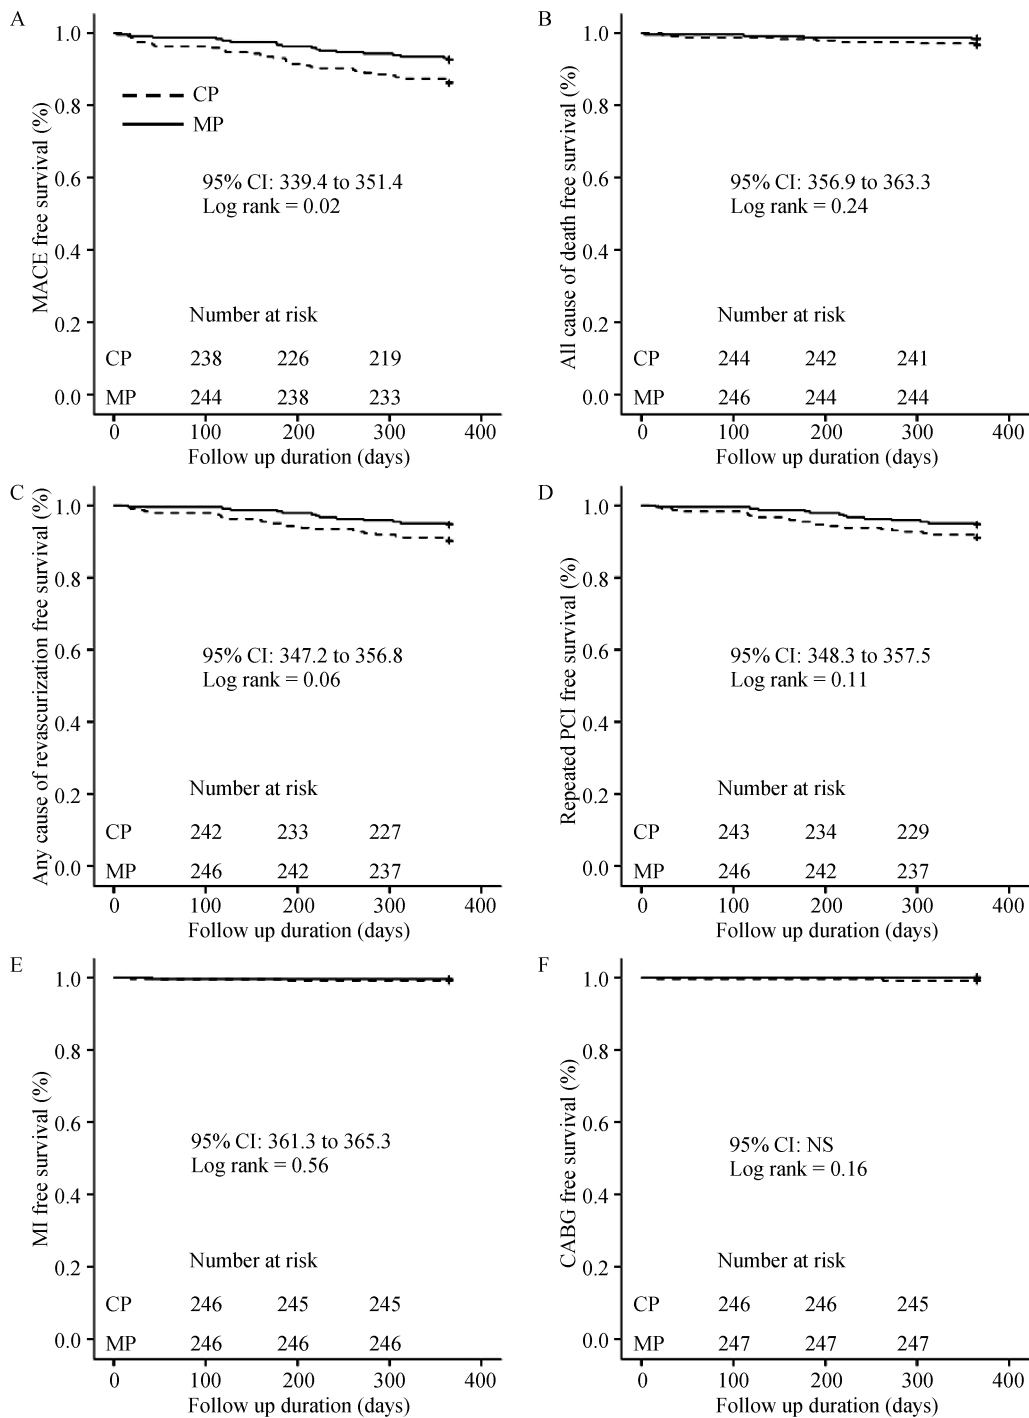 A
MACE free survival (%)
1.0
0.8
0.6
0.4
0.2
0.0
CP
MP
95% CI: 339.4 to 351.4
Log rank = 0.02
Number at risk
CP 238 226 219
MP 244 238 233
0 100 200 300 400
Follow up duration (days)
B
All cause of death free survival (%)
1.0
0.8
0.6
0.4
0.2
0.0
95% CI: 356.9 to 363.3
Log rank = 0.24
Number at risk
CP 244 242 241
MP 246 244 244
0 100 200 300 400
Follow up duration (days)
C
Any cause of revascurization free survival (%)
1.0
0.8
0.6
0.4
0.2
0.0
95% CI: 347.2 to 356.8
Log rank = 0.06
Number at risk
CP 242 233 227
MP 246 242 237
0 100 200 300 400
Follow up duration (days)
D
Repeated PCI free survival (%)
1.0
0.8
0.6
0.4
0.2
0.0
95% CI: 348.3 to 357.5
Log rank = 0.11
Number at risk
CP 243 234 229
MP 246 242 237
0 100 200 300 400
Follow up duration (days)
E
MI free survival (%)
1.0
0.8
0.6
0.4
0.2
0.0
95% CI: 361.3 to 365.3
Log rank = 0.56
Number at risk
CP 246 245 245
MP 246 246 246
0 100 200 300 400
Follow up duration (days)
F
CABG free survival (%)
1.0
0.8
0.6
0.4
0.2
0.0
95% CI: NS
Log rank = 0.16
Number at risk
CP 246 246 245
MP 247 247 247
0 100 200 300 400
Follow up duration (days)